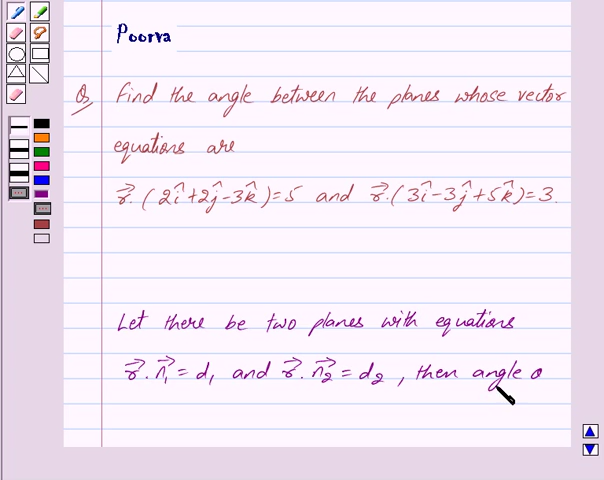 Poorva
Q, Find the angle between the planes whose vector
equations are
r⃗.(2î+2ĵ-3k̂)=5 and r⃗.(3î-3ĵ+5k̂)=3.
Let there be two planes with equations
r⃗.n⃗₁=d₁ and r⃗.n⃗₂=d₂, then angle